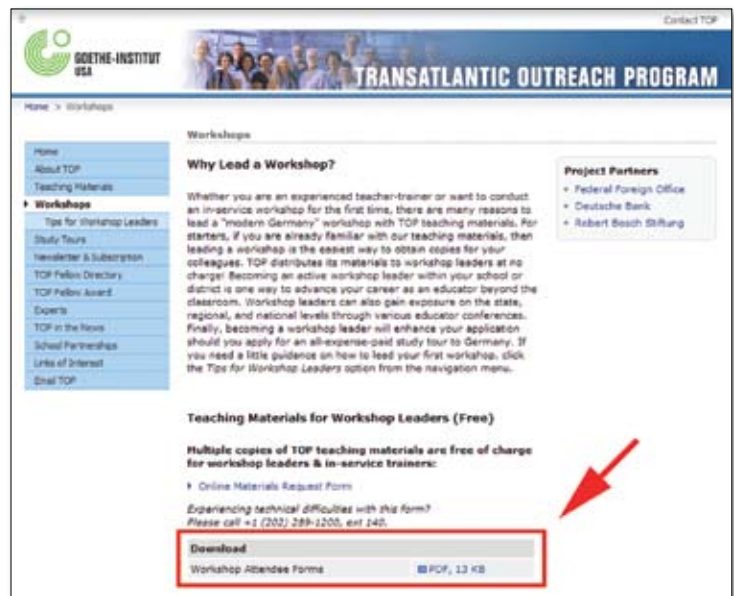 Contact TOP
GOETHE-INSTITUT
USA
TRANSATLANTIC OUTREACH PROGRAM
Home > Workshops
Home
About TOP
Teaching Materials
Workshops
Tips for Workshop Leaders
Study Tours
Newsletter & Subscription
TOP Fellow Directory
TOP Fellow Award
Experts
TOP in the News
School Partnerships
Links of Interest
Email TOP
Workshops
Why Lead a Workshop?
Whether you are an experienced teacher-trainer or want to conduct
an in-service workshop for the first time, there are many reasons to
lead a "modern Germany" workshop with TOP teaching materials. For
starters, if you are already familiar with our teaching materials, then
leading a workshop is the easiest way to obtain copies for your
colleagues. TOP distributes its materials to workshop leaders at no
charge! Becoming an active workshop leader within your school or
district is one way to advance your career as an educator beyond the
classroom. Workshop leaders can also gain exposure on the state,
regional, and national levels through various educator conferences.
Finally, becoming a workshop leader will enhance your application
should you apply for an all-expense-paid study tour to Germany. If
you need a little guidance on how to lead your first workshop, click
the Tips for Workshop Leaders option from the navigation menu.
Teaching Materials for Workshop Leaders (Free)
Multiple copies of TOP teaching materials are free of charge
for workshop leaders & in-service trainers:
Online Materials Request Form
Experiencing technical difficulties with this form?
Please call +1 (202) 289-1200, ext 140.
Download
Workshop Attendee Forms PDF, 13 KB
Project Partners
Federal Foreign Office
Deutsche Bank
Robert Bosch Stiftung